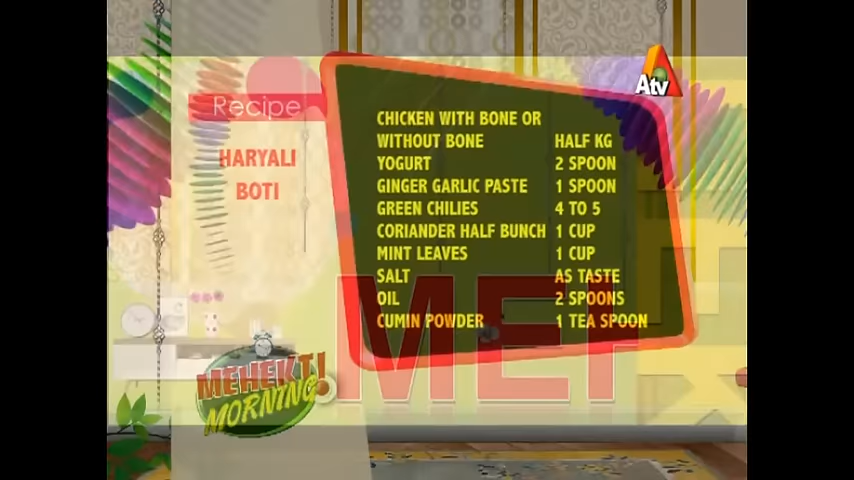 Atv
Recipe
HARYALI
BOTI
CHICKEN WITH BONE OR
WITHOUT BONE HALF KG
YOGURT 2 SPOON
GINGER GARLIC PASTE 1 SPOON
GREEN CHILIES 4 TO 5
CORIANDER HALF BUNCH 1 CUP
MINT LEAVES 1 CUP
SALT AS TASTE
OIL 2 SPOONS
CUMIN POWDER 1 TEA SPOON
MEHEKTI
MORNING!